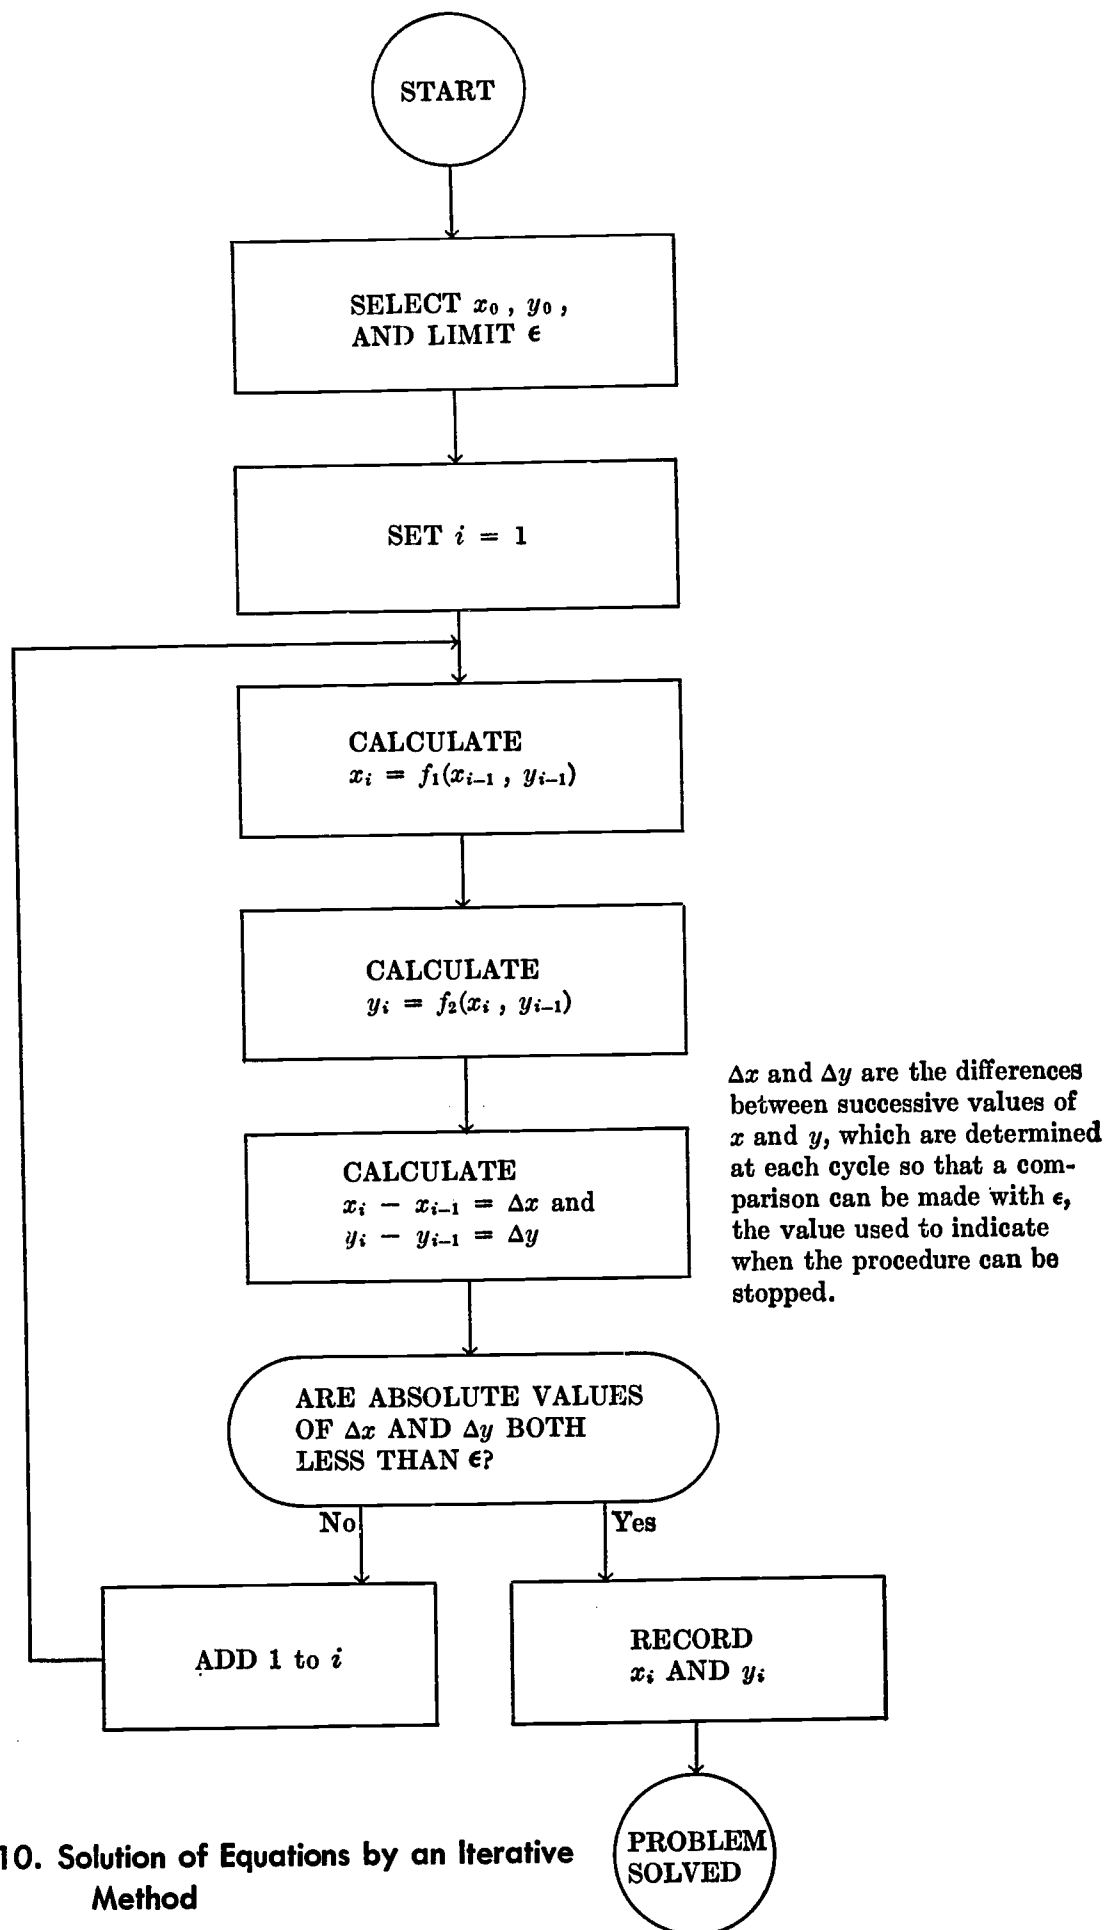 START
SELECT x₀ , y₀ ,
AND LIMIT ϵ
SET i = 1
CALCULATE
xᵢ = f₁(xᵢ₋₁ , yᵢ₋₁)
CALCULATE
yᵢ = f₂(xᵢ , yᵢ₋₁)
CALCULATE
xᵢ − xᵢ₋₁ = Δx and
yᵢ − yᵢ₋₁ = Δy
Δx and Δy are the differences
between successive values of
x and y, which are determined
at each cycle so that a com-
parison can be made with ϵ,
the value used to indicate
when the procedure can be
stopped.
ARE ABSOLUTE VALUES
OF Δx AND Δy BOTH
LESS THAN ϵ?
No
Yes
ADD 1 to i
RECORD
xᵢ AND yᵢ
PROBLEM
SOLVED
10. Solution of Equations by an Iterative
Method